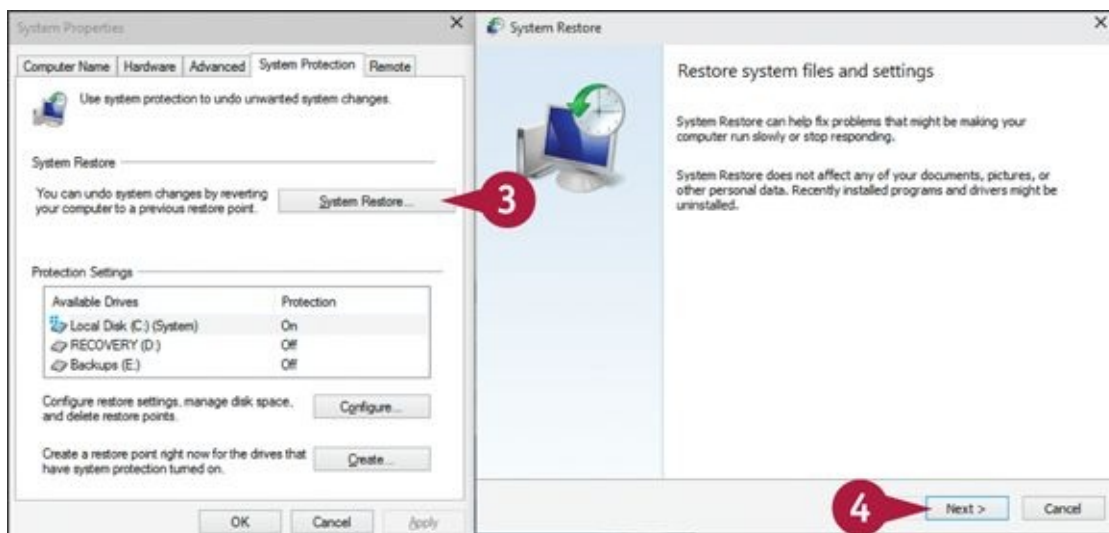 System Properties
Computer Name Hardware Advanced System Protection Remote
Use system protection to undo unwanted system changes.
System Restore
You can undo system changes by reverting
your computer to a previous restore point.
System Restore...
3
Protection Settings
Available Drives Protection
Local Disk (C:) (System) On
RECOVERY (D:) Off
Backups (E:) Off
Configure restore settings, manage disk space,
and delete restore points.
Configure...
Create a restore point right now for the drives that
have system protection turned on.
Create...
OK Cancel Apply
System Restore
Restore system files and settings
System Restore can help fix problems that might be making your
computer run slowly or stop responding.
System Restore does not affect any of your documents, pictures, or
other personal data. Recently installed programs and drivers might be
uninstalled.
4
Next > Cancel